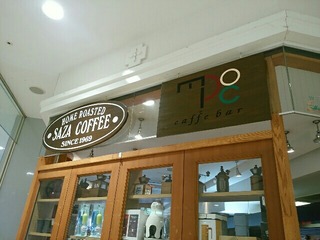 HOME ROASTED
SAZA COFFEE
SINCE 1969
caffe bar